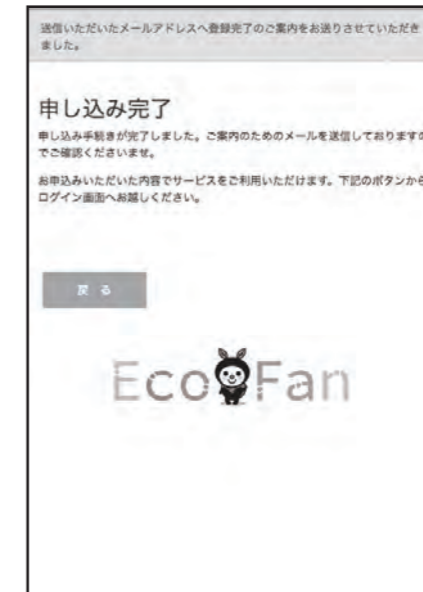 送信いただいたメールアドレスへ登録完了のご案内をお送りさせていただき
ました。
申し込み完了
申し込み手続きが完了しました。ご案内のためのメールを送信しておりますの
でご確認くださいませ。
お申込みいただいた内容でサービスをご利用いただけます。下記のボタンから
ログイン画面へお越しください。
戻る
EcoFan